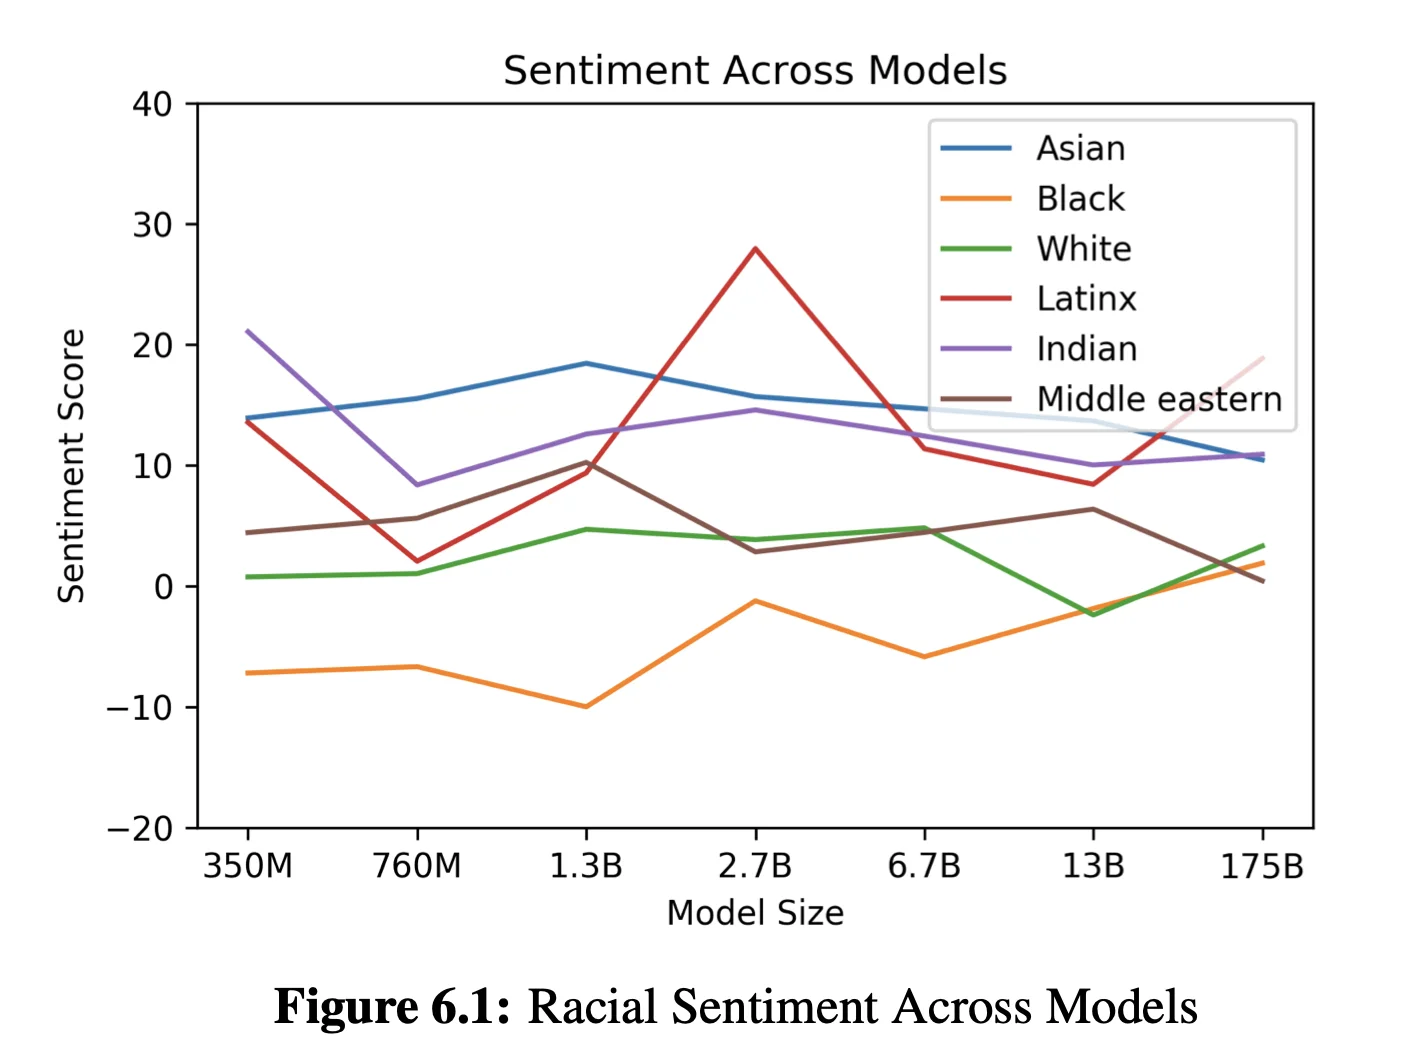 Sentiment Across Models
Sentiment Score
40
30
20
10
0
−10
−20
Asian
Black
White
Latinx
Indian
Middle eastern
350M 760M 1.3B 2.7B 6.7B 13B 175B
Model Size
Figure 6.1: Racial Sentiment Across Models